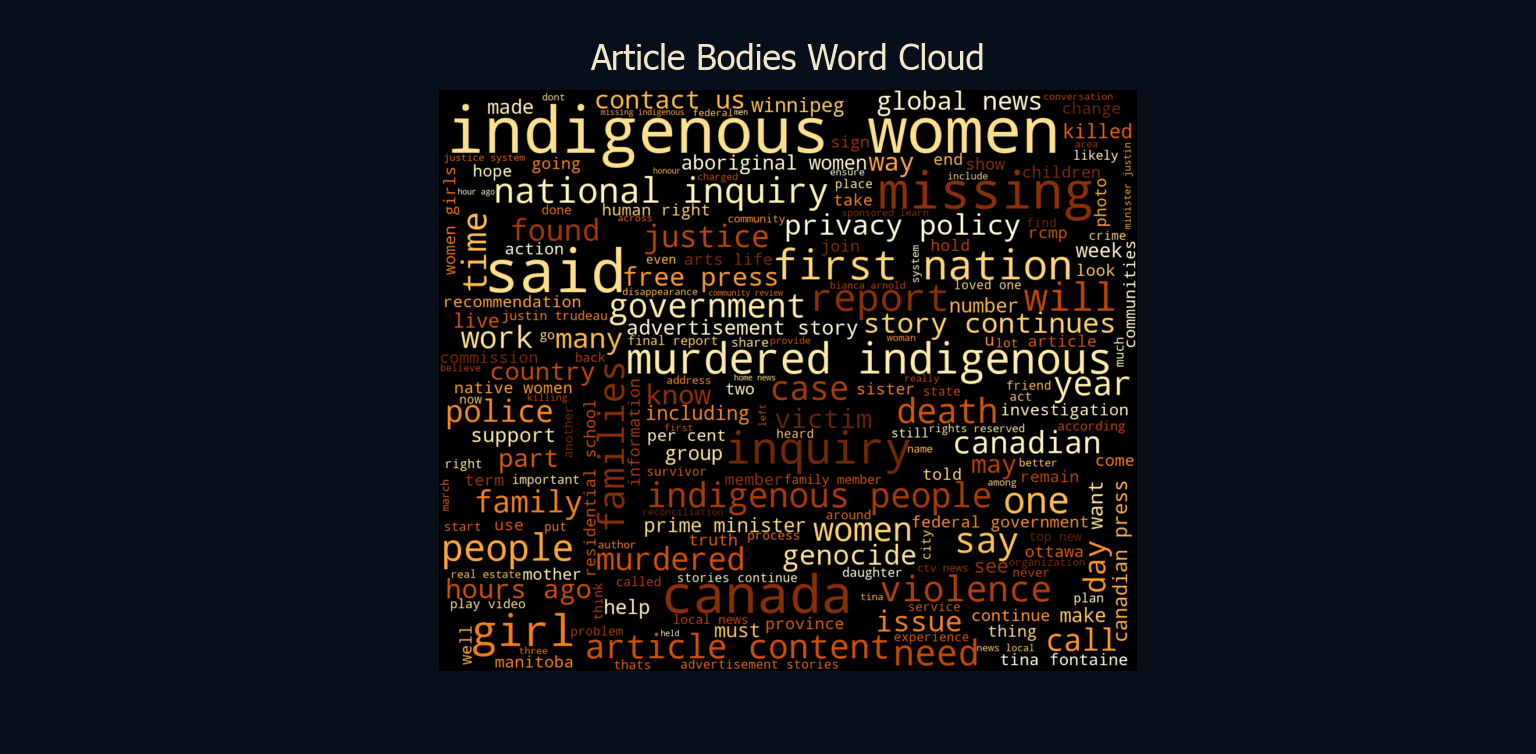 Article Bodies Word Cloud
dont
contact us
global news
conversation
made
winnipeg
change
missing indigenous
federal
men
indigenous women
killed
sign
area
likely
justice system
going
aboriginal women
way
end
show
hope
honour
charged
ensure
include
children
minister justin
hour ago
national inquiry
place
missing
take
photo
women girls
done
human right
sponsored learn
across
community
privacy policy
find
found
justice
rcmp
crime
time
action
join
hold
system
week
communities
said
even
arts life
first nation
look
free press
bianca arnold
loved one
disappearance
community review
recommendation
government
report
number
will
live
justin trudeau
advertisement story
story continues
work
go
many
final report
share
provide
woman
u
lot
article
much
commission
back
murdered indigenous
believe
country
families
address
home news
really
native women
information
know
two
case
sister
state
friend
year
now
killing
act
police
another
residential school
including
left
victim
death
investigation
first
support
per cent
heard
still
rights reserved
according
inquiry
name
canadian
right
part
group
survivor
told
may
better
come
term
important
member
family member
among
remain
march
family
indigenous people
one
want
canadian press
reconciliation
around
start
use
put
prime minister
women
federal government
truth
process
city
say
top new
people
author
murdered
genocide
ottawa
day
real estate
mother
stories continue
daughter
ctv news
see
organization
never
hours ago
think
called
canada
tina
violence
plan
play video
help
service
local news
province
issue
continue
make
well
girl
problem
held
must
experience
thing
call
three
article content
need
news local
manitoba
thats
advertisement stories
tina fontaine